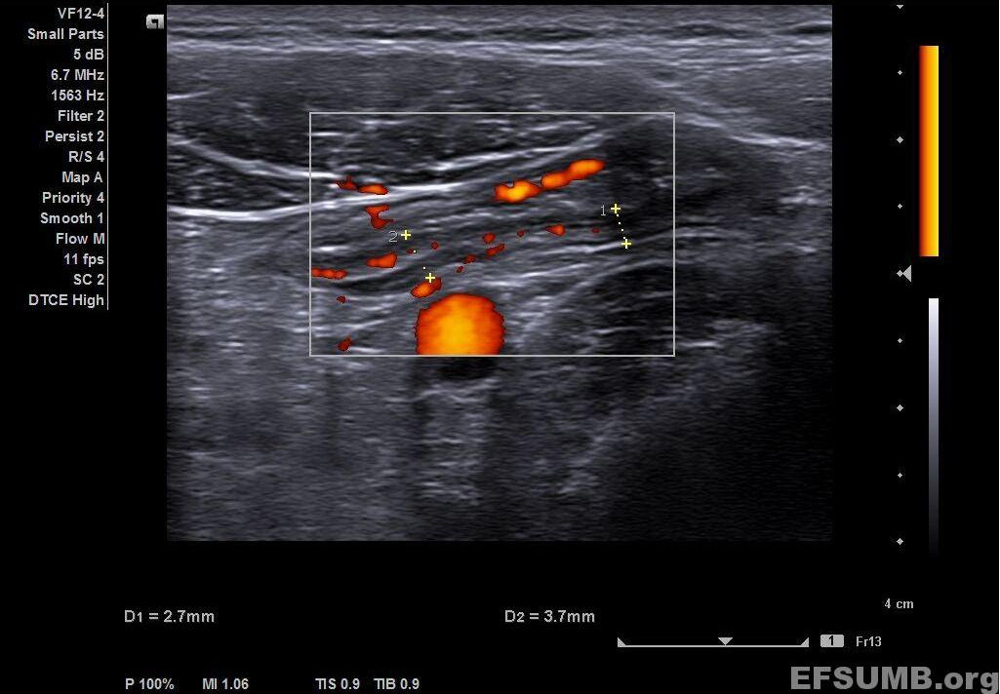 VF12-4
Small Parts
5 dB
6.7 MHz
1563 Hz
Filter 2
Persist 2
R/S 4
Map A
Priority 4
Smooth 1
Flow M
11 fps
SC 2
DTCE High
1
2
4 cm
D1 = 2.7mm D2 = 3.7mm
1 Fr13
P 100% MI 1.06 TIS 0.9 TIB 0.9
EFSUMB.org